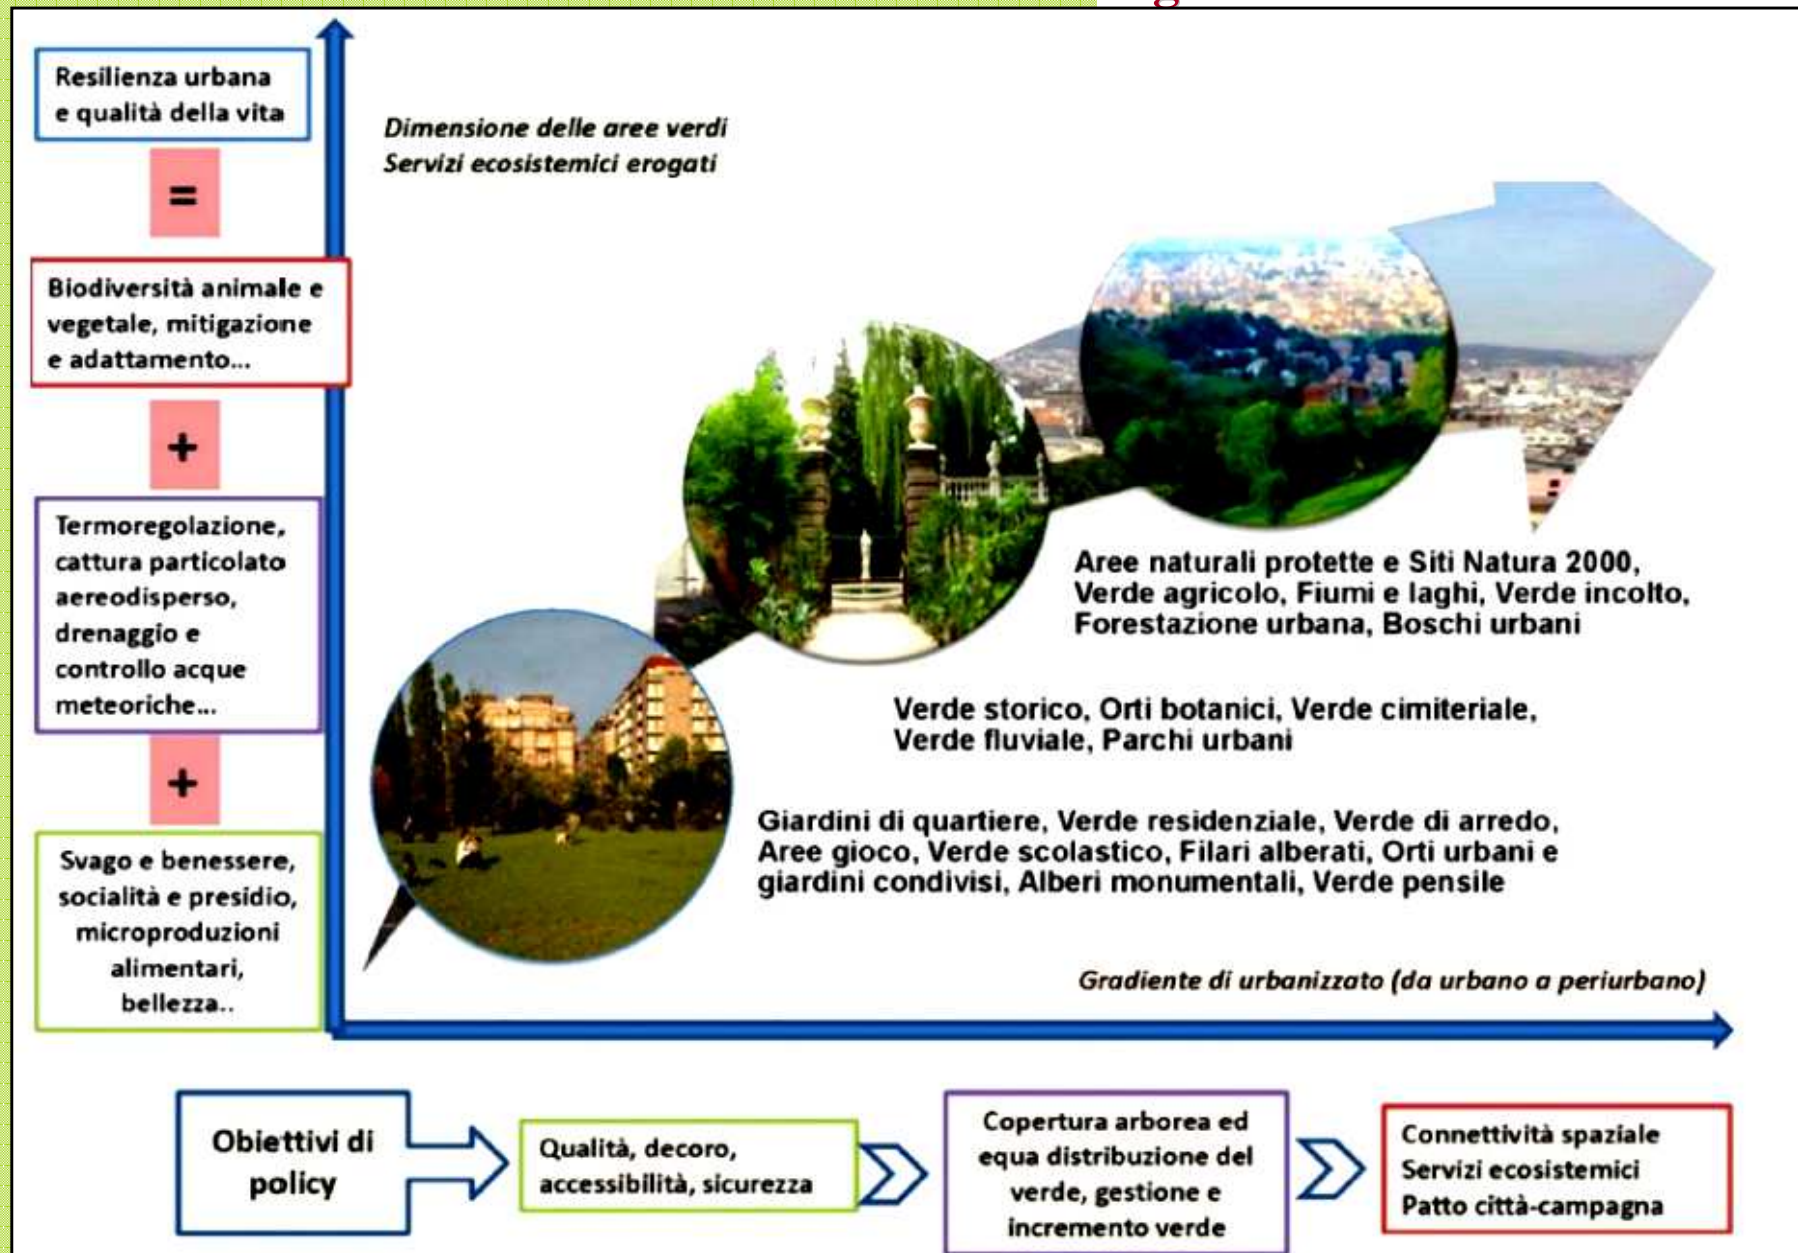 Resilienza urbana
e qualità della vita
=
Biodiversità animale e
vegetale, mitigazione
e adattamento...
+
Termoregolazione,
cattura particolato
aereodisperso,
drenaggio e
controllo acque
meteoriche...
+
Svago e benessere,
socialità e presidio,
microproduzioni
alimentari,
bellezza..
Dimensione delle aree verdi
Servizi ecosistemici erogati
Aree naturali protette e Siti Natura 2000,
Verde agricolo, Fiumi e laghi, Verde incolto,
Forestazione urbana, Boschi urbani
Verde storico, Orti botanici, Verde cimiteriale,
Verde fluviale, Parchi urbani
Giardini di quartiere, Verde residenziale, Verde di arredo,
Aree gioco, Verde scolastico, Filari alberati, Orti urbani e
giardini condivisi, Alberi monumentali, Verde pensile
Gradiente di urbanizzato (da urbano a periurbano)
Obiettivi di
policy
Qualità, decoro,
accessibilità, sicurezza
Copertura arborea ed
equa distribuzione del
verde, gestione e
incremento verde
Connettività spaziale
Servizi ecosistemici
Patto città-campagna